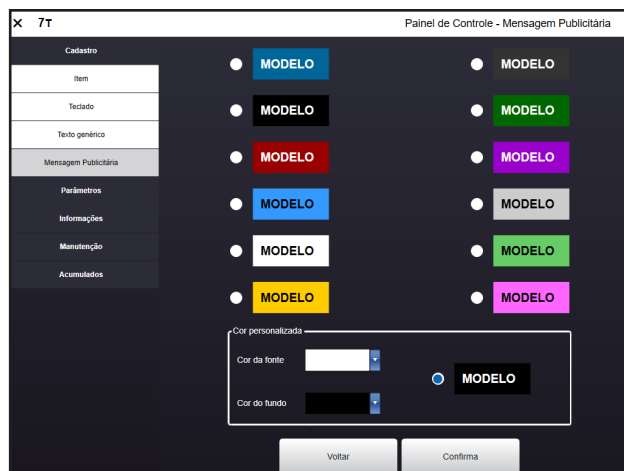 × 7T Painel de Controle - Mensagem Publicitária
Cadastro
Item
Teclado
Texto genérico
Mensagem Publicitária
Parâmetros
Informações
Manutenção
Acumulados
MODELO MODELO
MODELO MODELO
MODELO MODELO
MODELO MODELO
MODELO MODELO
MODELO MODELO
Cor personalizada
Cor da fonte
MODELO
Cor do fundo
Voltar Confirma